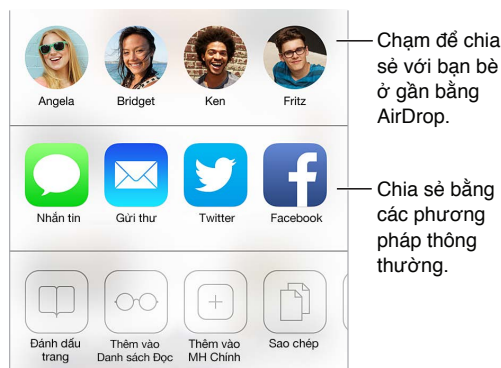 Angela Bridget Ken Fritz
Chạm để chia
sẻ với bạn bè
ở gần bằng
AirDrop.
Nhắn tin Gửi thư Twitter Facebook
Chia sẻ bằng
các phương
pháp thông
thường.
Đánh dấu Thêm vào Thêm vào Sao chép
trang Danh sách Đọc MH Chính